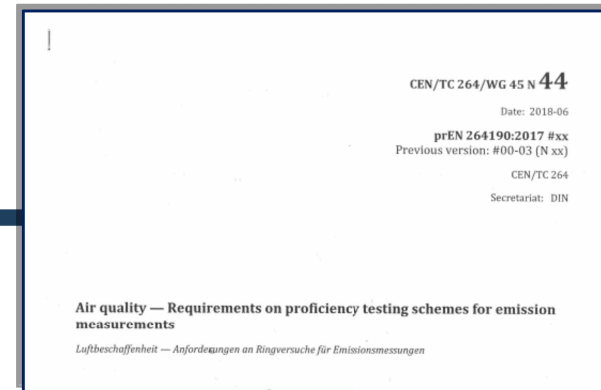 CEN/TC 264/WG 45 N 44
Date: 2018-06
prEN 264190:2017 #xx
Previous version: #00-03 (N xx)
CEN/TC 264
Secretariat: DIN
Air quality — Requirements on proficiency testing schemes for emission
measurements
Luftbeschaffenheit — Anforderungen an Ringversuche für Emissionsmessungen